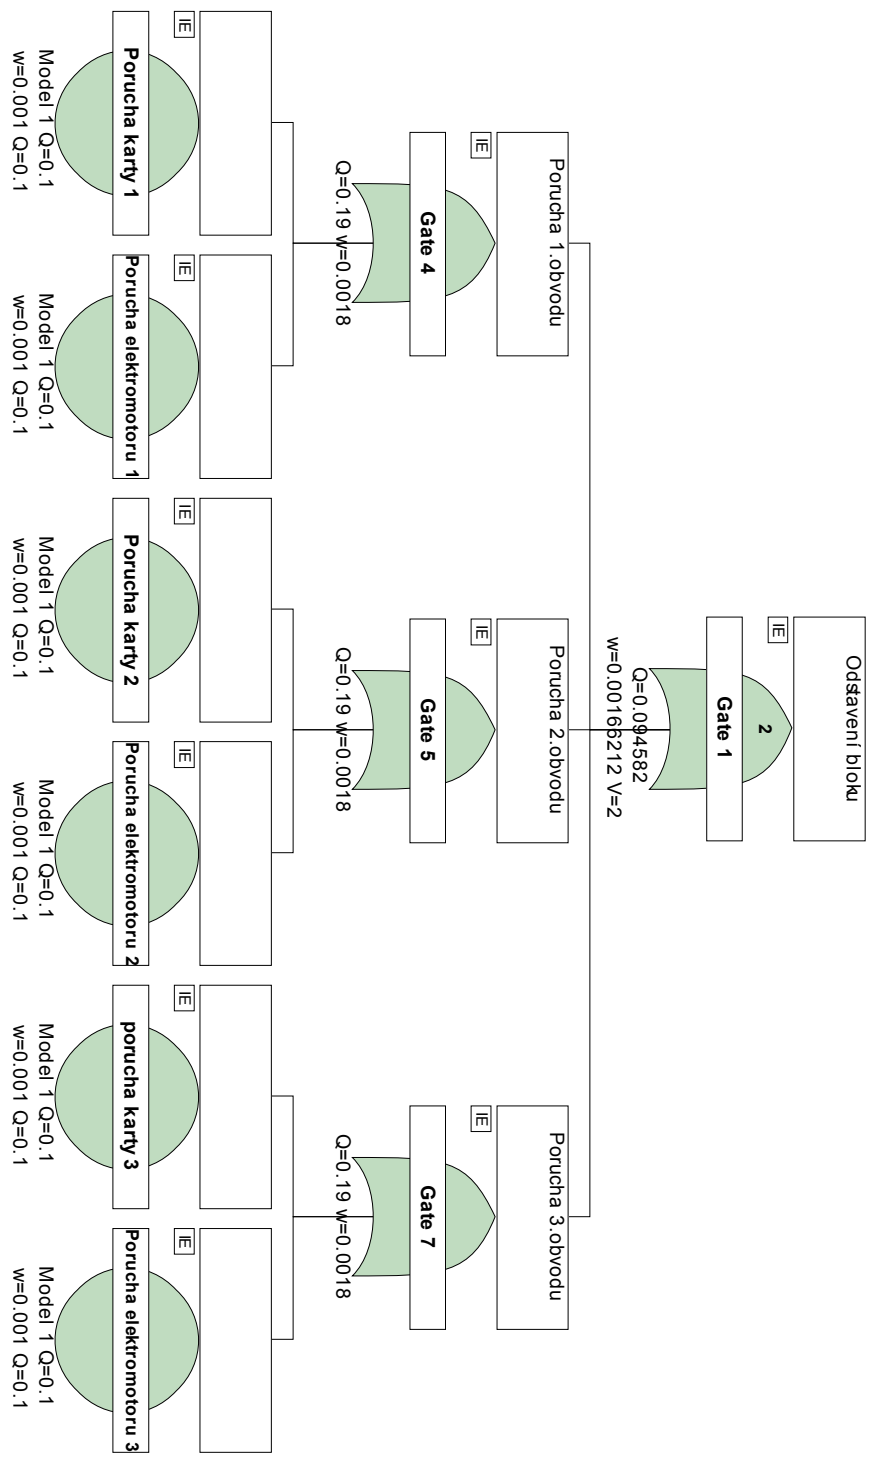 Odstavení bloku
IE
2
Gate 1
Q=0.094582
w=0.00166212 V=2
Porucha 1.obvodu
IE
Gate 4
Q=0.19 w=0.0018
Porucha 2.obvodu
IE
Gate 5
Q=0.19 w=0.0018
Porucha 3.obvodu
IE
Gate 7
Q=0.19 w=0.0018
IE
Porucha karty 1
Model 1 Q=0.1
w=0.001 Q=0.1
IE
Porucha elektromotoru 1
Model 1 Q=0.1
w=0.001 Q=0.1
IE
Porucha karty 2
Model 1 Q=0.1
w=0.001 Q=0.1
IE
Porucha elektromotoru 2
Model 1 Q=0.1
w=0.001 Q=0.1
IE
porucha karty 3
Model 1 Q=0.1
w=0.001 Q=0.1
IE
Porucha elektromotoru 3
Model 1 Q=0.1
w=0.001 Q=0.1